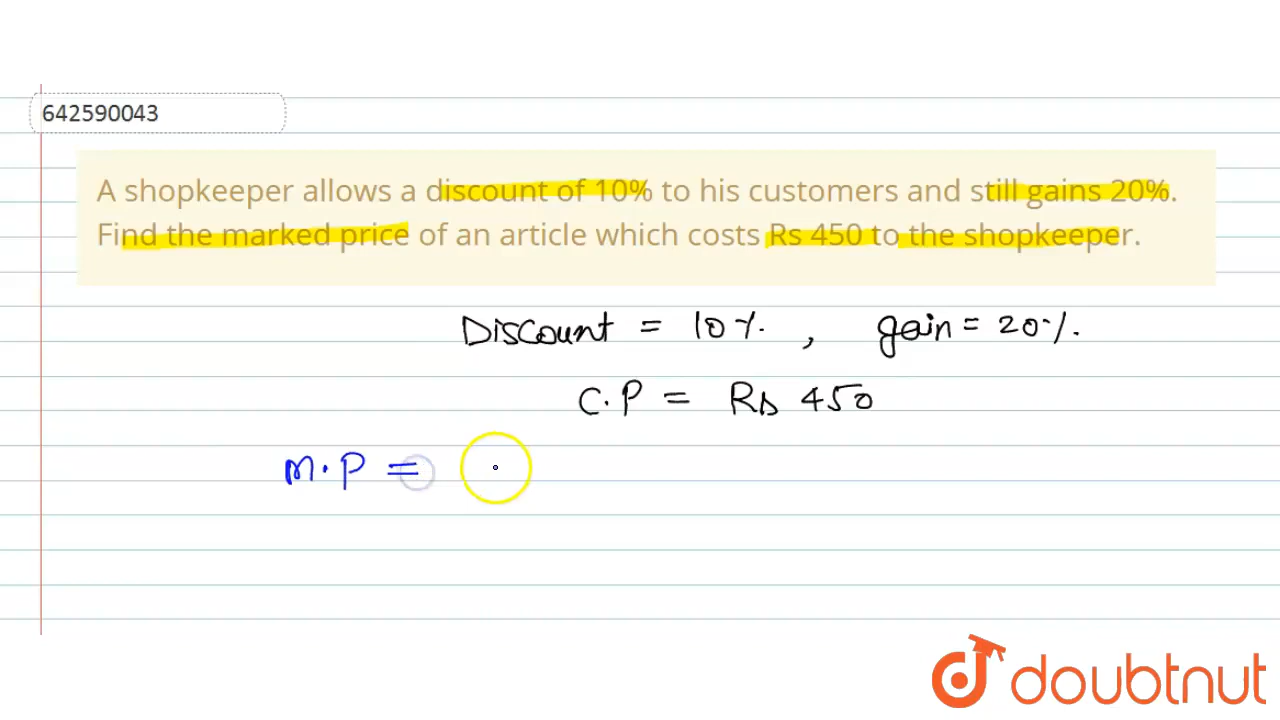 642590043
A shopkeeper allows a discount of 10% to his customers and still gains 20%.
Find the marked price of an article which costs Rs 450 to the shopkeeper.
Discount = 10%. , gain = 20%.
C.P = Rs 450
M.P =
doubtnut